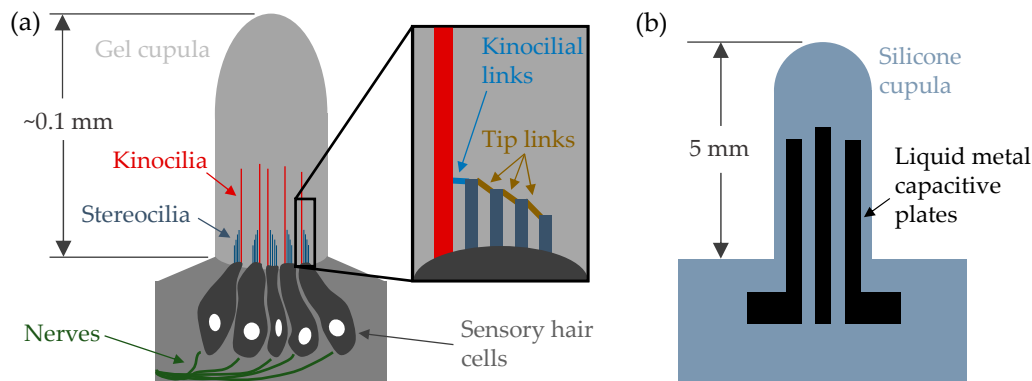 (a)
Gel cupula
~0.1 mm
Kinocilia
Stereocilia
Nerves
Sensory hair
cells
Kinocilial
links
Tip links
(b)
Silicone
cupula
5 mm
Liquid metal
capacitive
plates